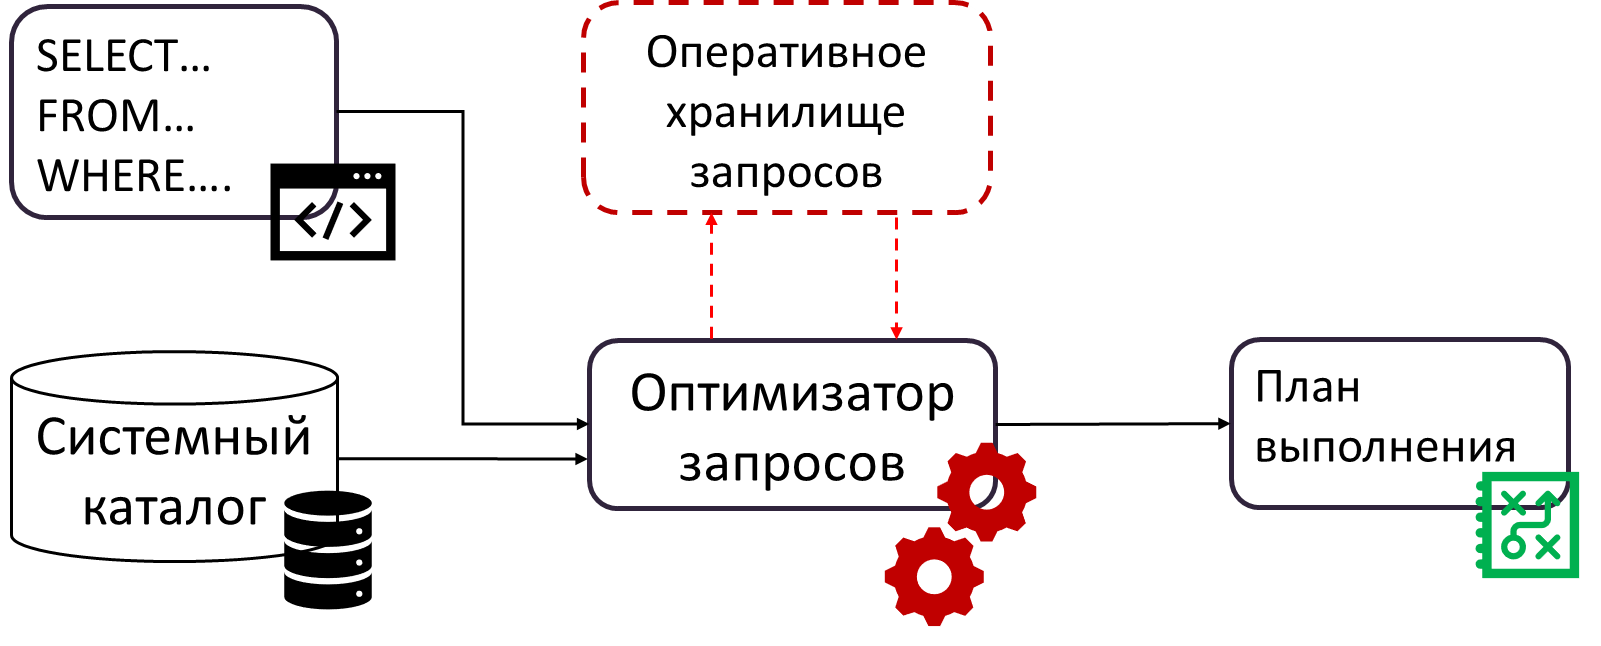 SELECT...
FROM...
WHERE....
Оперативное
хранилище
запросов
Системный
каталог
Оптимизатор
запросов
План
выполнения